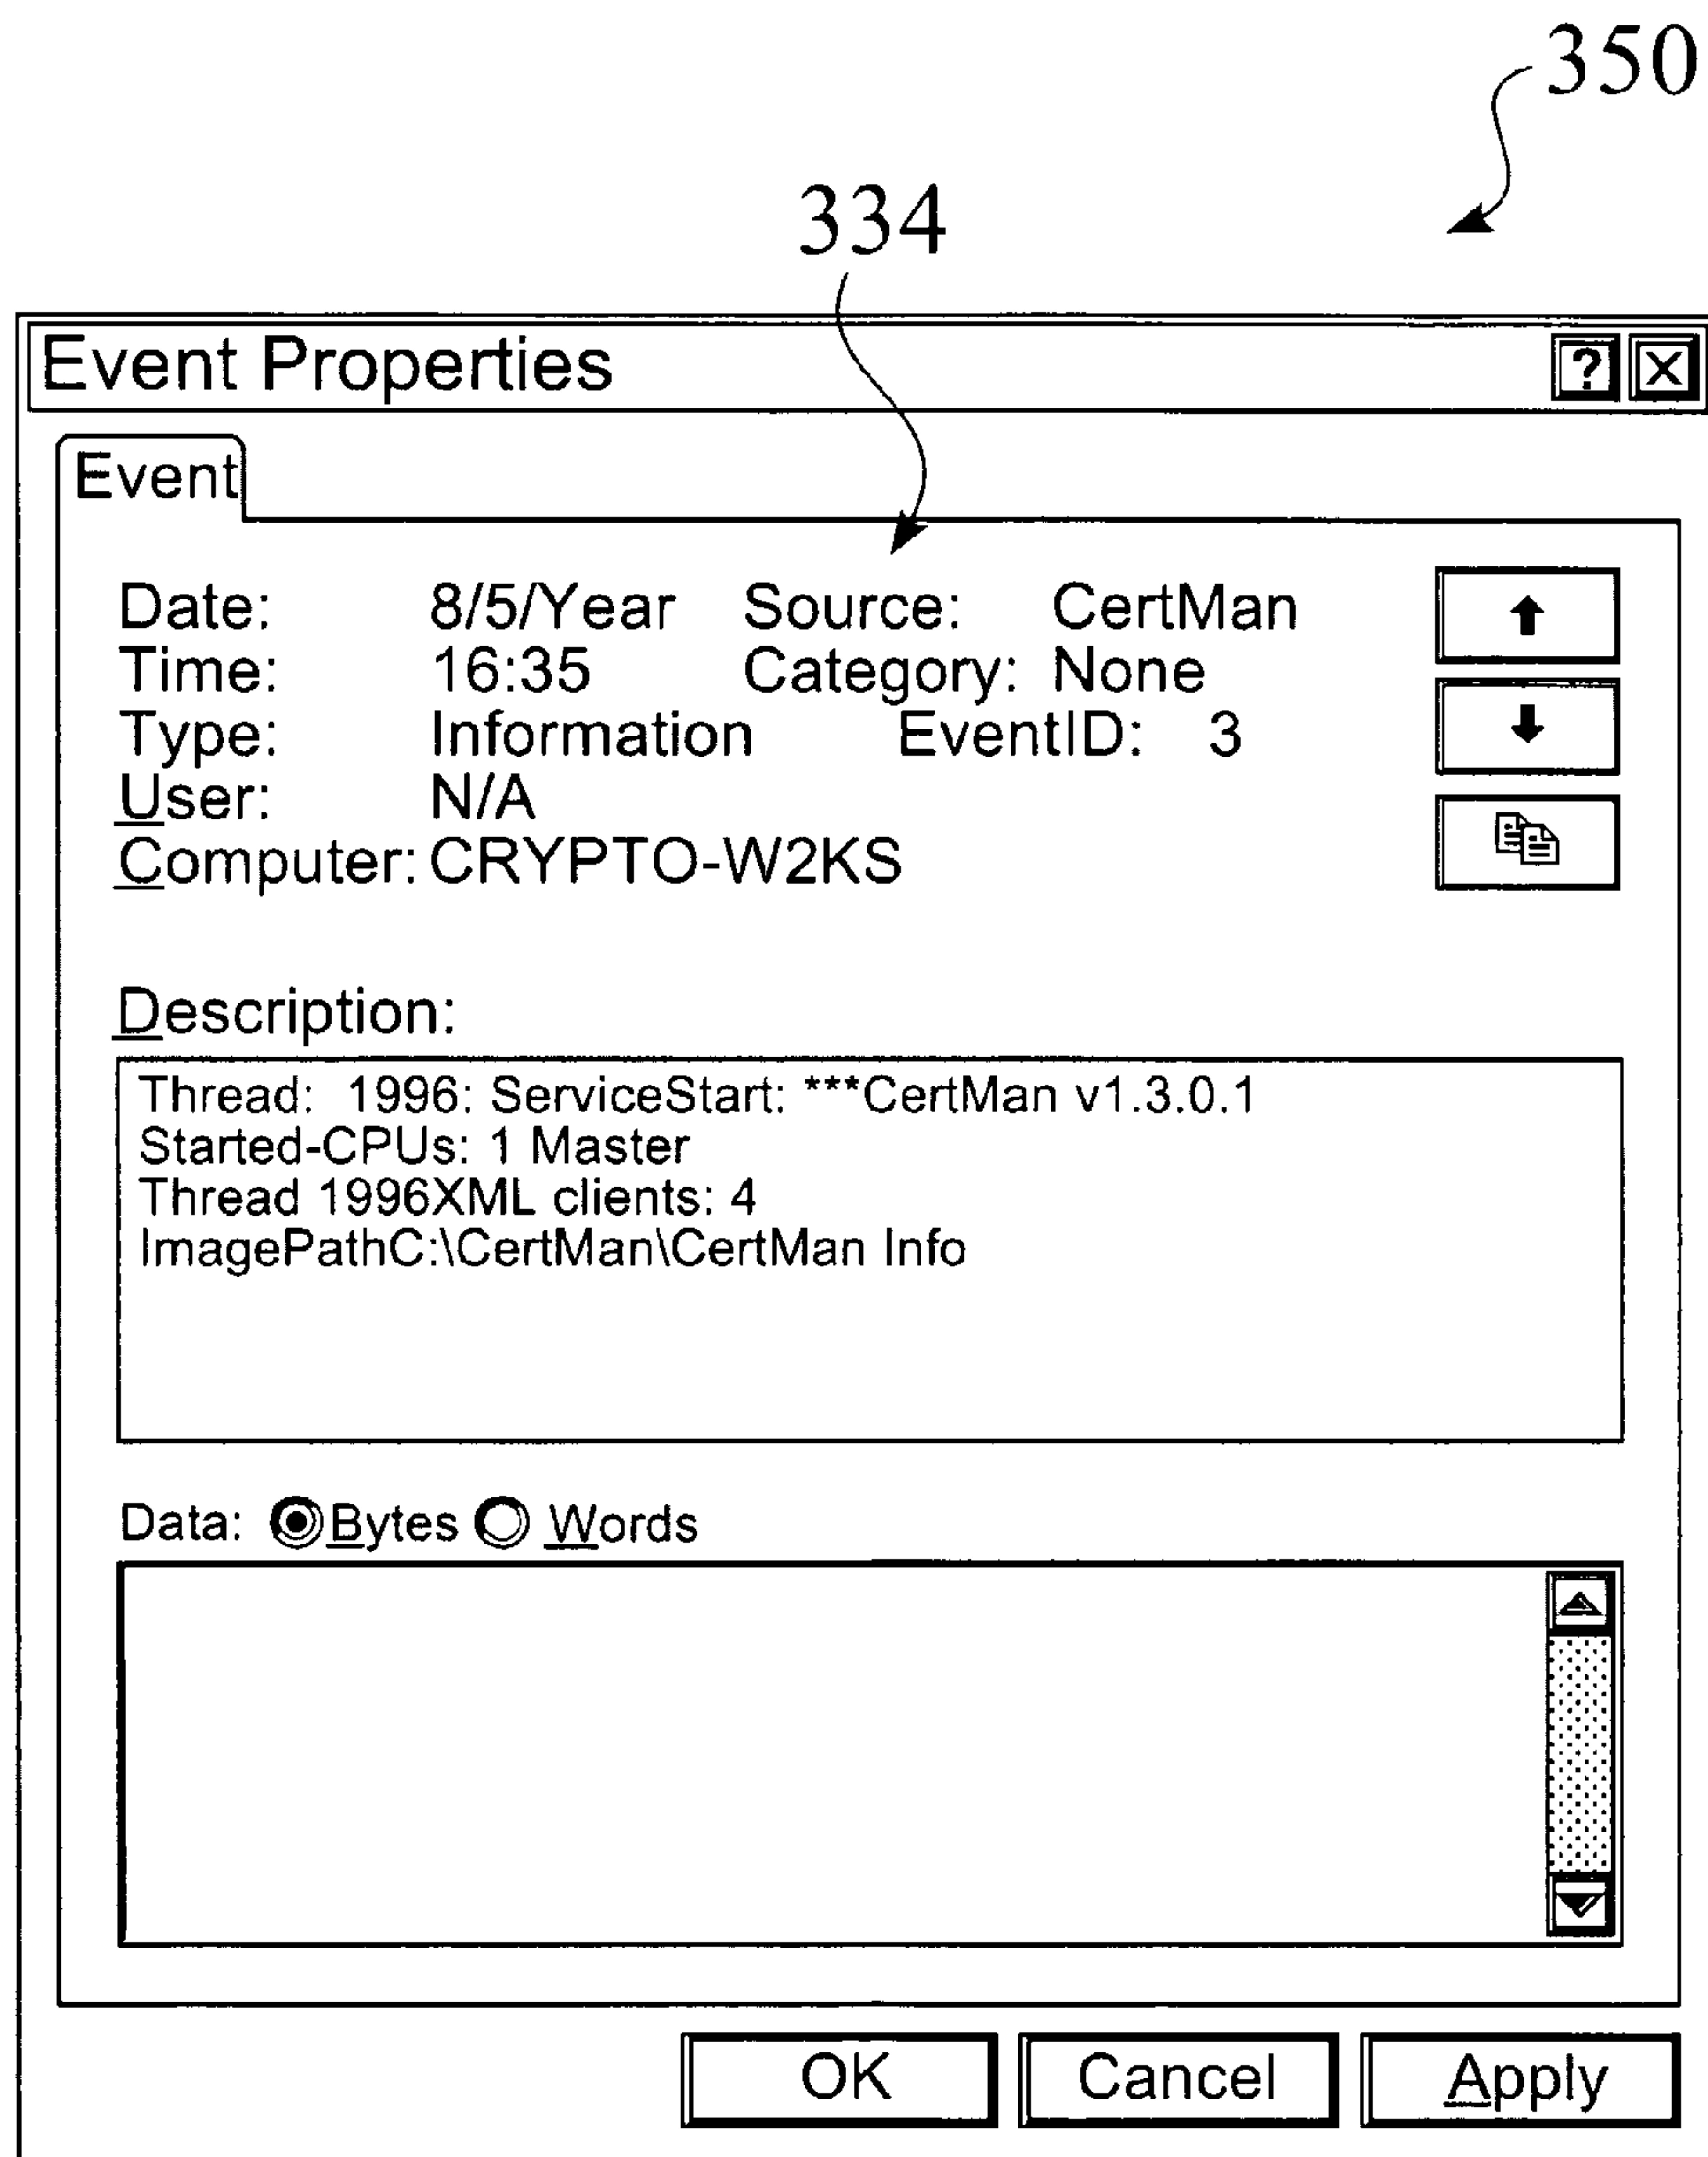 350
334
Event Properties
Event
Date: 8/5/Year Source: CertMan
Time: 16:35 Category: None
Type: Information EventID: 3
User: N/A
Computer: CRYPTO-W2KS
Description:
Thread: 1996: ServiceStart: ***CertMan v1.3.0.1
Started-CPUs: 1 Master
Thread 1996XML clients: 4
ImagePathC:\CertMan\CertMan Info
Data: Bytes Words
OK Cancel Apply